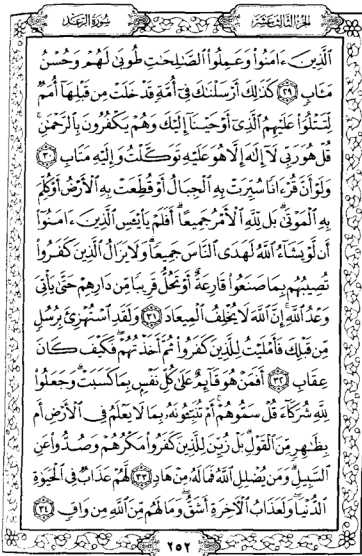 الجزء الثالث عشر
سورة الرعد
الَّذِينَ ءَامَنُوا وَعَمِلُوا الصَّالِحَاتِ طُوبَى لَهُمْ وَحُسْنُ
مَئَابٍ ٢٩ كَذَٰلِكَ أَرْسَلْنَاكَ فِي أُمَّةٍ قَدْ خَلَتْ مِن قَبْلِهَا أُمَمٌ
لِّتَتْلُوَا عَلَيْهِمُ الَّذِي أَوْحَيْنَا إِلَيْكَ وَهُمْ يَكْفُرُونَ بِالرَّحْمَٰنِ
قُلْ هُوَ رَبِّي لَا إِلَٰهَ إِلَّا هُوَ عَلَيْهِ تَوَكَّلْتُ وَإِلَيْهِ مَتَابِ ٣٠
وَلَوْ أَنَّ قُرْءَانًا سُيِّرَتْ بِهِ الْجِبَالُ أَوْ قُطِّعَتْ بِهِ الْأَرْضُ أَوْ كُلِّمَ
بِهِ الْمَوْتَىٰ بَل لِّلَّهِ الْأَمْرُ جَمِيعًا أَفَلَمْ يَاْيْـَٔسِ الَّذِينَ ءَامَنُوا
أَن لَّوْ يَشَاءُ اللَّهُ لَهَدَى النَّاسَ جَمِيعًا وَلَا يَزَالُ الَّذِينَ كَفَرُوا
تُصِيبُهُم بِمَا صَنَعُوا قَارِعَةٌ أَوْ تَحُلُّ قَرِيبًا مِّن دَارِهِمْ حَتَّىٰ يَأْتِيَ
وَعْدُ اللَّهِ إِنَّ اللَّهَ لَا يُخْلِفُ الْمِيعَادَ ٣١ وَلَقَدِ اسْتُهْزِئَ بِرُسُلٍ
مِّن قَبْلِكَ فَأَمْلَيْتُ لِلَّذِينَ كَفَرُوا ثُمَّ أَخَذْتُهُمْ فَكَيْفَ كَانَ
عِقَابِ ٣٢ أَفَمَنْ هُوَ قَائِمٌ عَلَىٰ كُلِّ نَفْسٍ بِمَا كَسَبَتْ وَجَعَلُوا
لِلَّهِ شُرَكَاءَ قُلْ سَمُّوهُمْ أَمْ تُنَبِّـُٔونَهُ بِمَا لَا يَعْلَمُ فِي الْأَرْضِ أَم
بِظَاهِرٍ مِّنَ الْقَوْلِ بَلْ زُيِّنَ لِلَّذِينَ كَفَرُوا مَكْرُهُمْ وَصُدُّوا عَنِ
السَّبِيلِ وَمَن يُضْلِلِ اللَّهُ فَمَا لَهُ مِنْ هَادٍ ٣٣ لَّهُمْ عَذَابٌ فِي الْحَيَوٰةِ
الدُّنْيَا وَلَعَذَابُ الْآخِرَةِ أَشَقُّ وَمَا لَهُم مِّنَ اللَّهِ مِن وَاقٍ ٣٤
٢٥٢